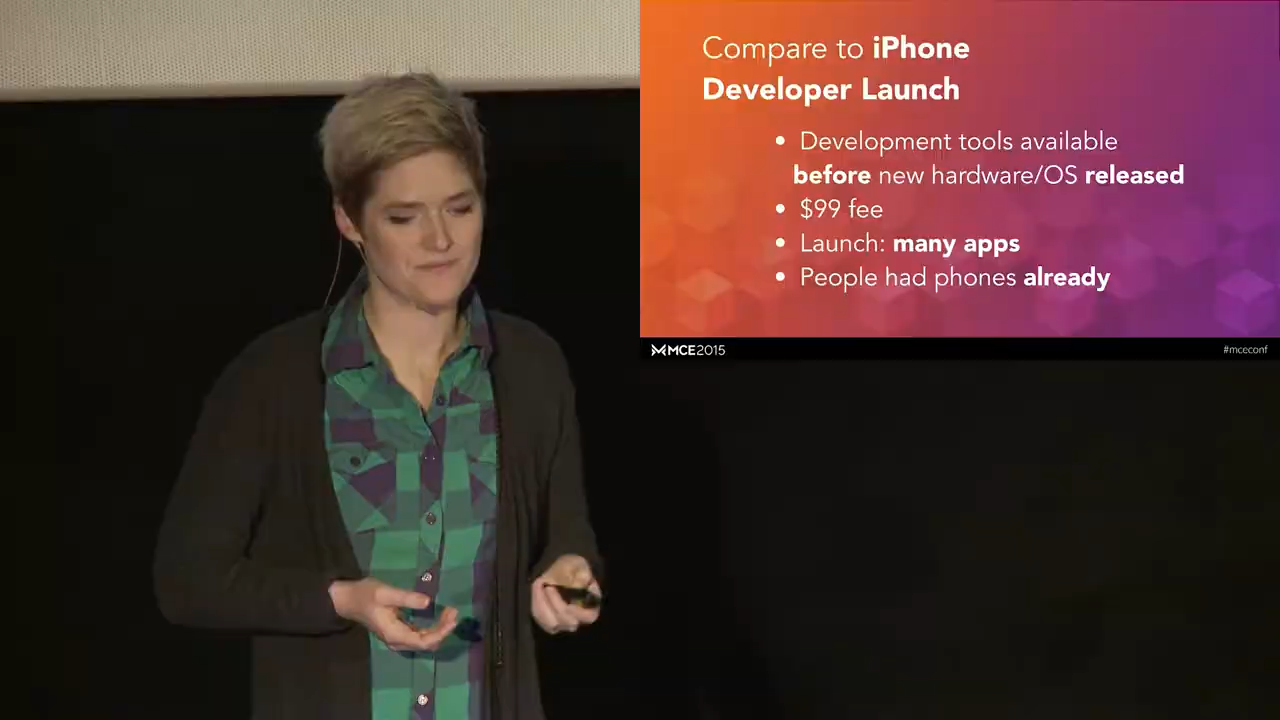 Compare to iPhone
Developer Launch
• Development tools available
before new hardware/OS released
• $99 fee
• Launch: many apps
• People had phones already
MCE2015
#mceconf